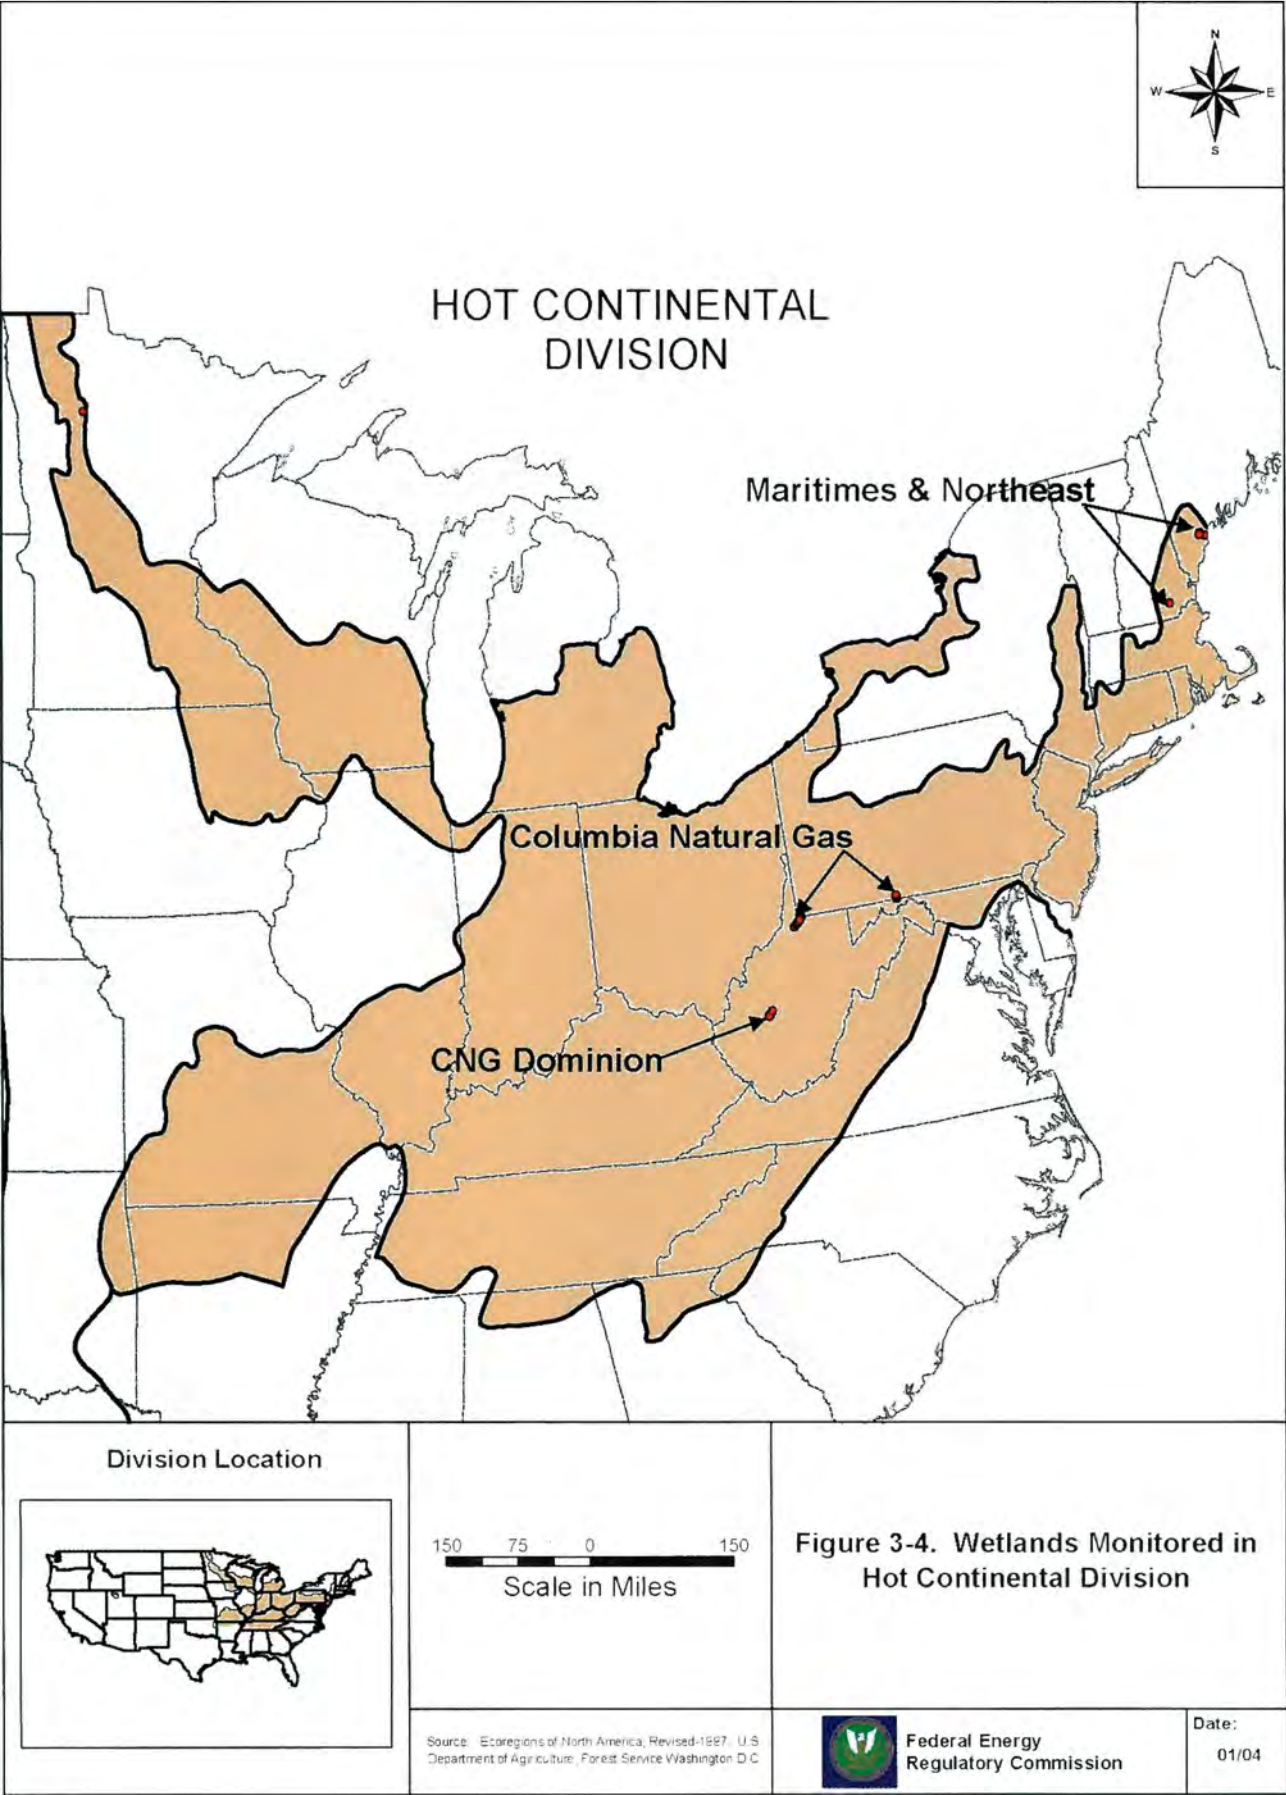 N
W E
S
HOT CONTINENTAL
DIVISION
Maritimes & Northeast
Columbia Natural Gas
CNG Dominion
Division Location
150 75 0 150
Scale in Miles
Figure 3-4. Wetlands Monitored in
Hot Continental Division
Source: Ecoregions of North America, Revised-1997. U.S
Department of Agriculture, Forest Service Washington D C
Federal Energy
Regulatory Commission
Date:
01/04